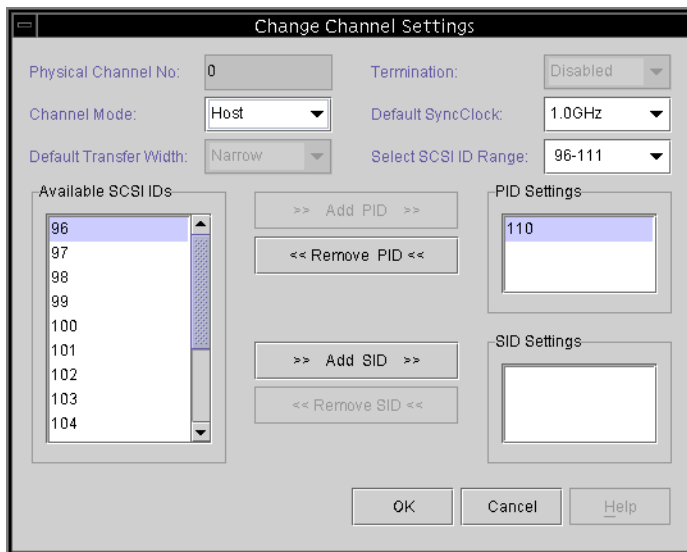 Change Channel Settings
Physical Channel No: 0 Termination: Disabled
Channel Mode: Host Default SyncClock: 1.0GHz
Default Transfer Width: Narrow Select SCSI ID Range: 96-111
Available SCSI IDs
96
97
98
99
100
101
102
103
104
>> Add PID >>
<< Remove PID <<
>> Add SID >>
<< Remove SID <<
PID Settings
110
SID Settings
OK Cancel Help